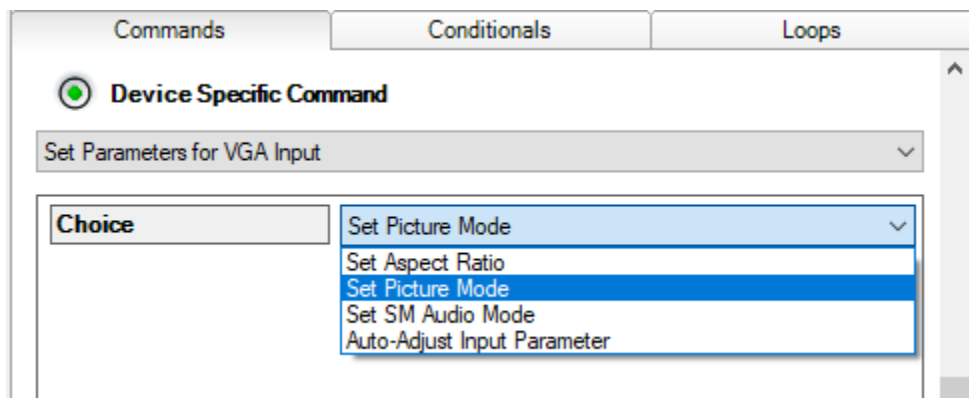 Commands Conditionals Loops
Device Specific Command
Set Parameters for VGA Input
Choice Set Picture Mode
Set Aspect Ratio
Set Picture Mode
Set SM Audio Mode
Auto-Adjust Input Parameter